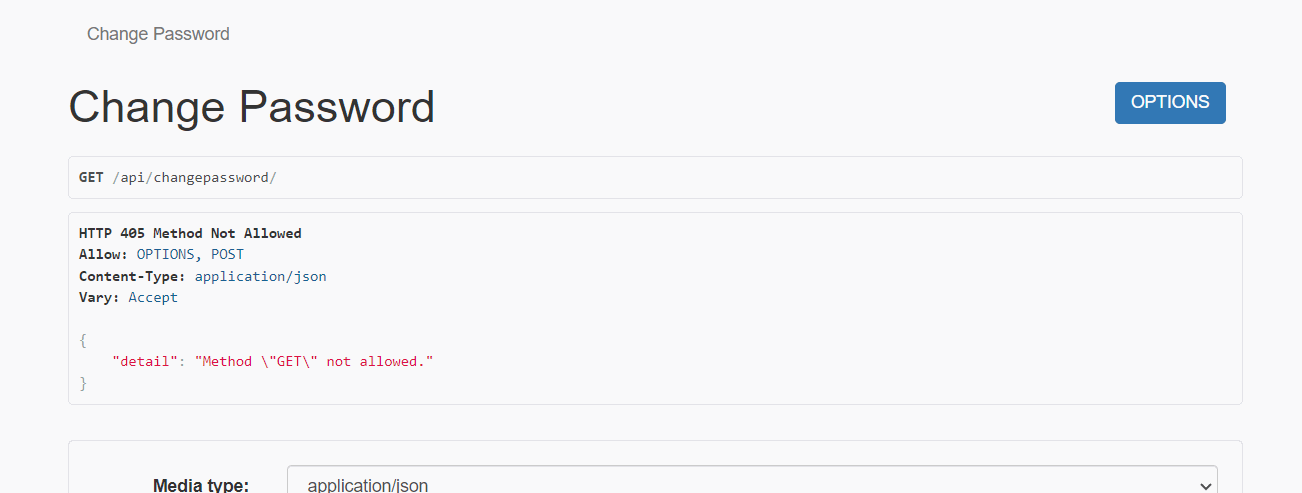 Change Password
Change Password
OPTIONS
GET /api/changepassword/
HTTP 405 Method Not Allowed
Allow: OPTIONS, POST
Content-Type: application/json
Vary: Accept
{
"detail": "Method \"GET\" not allowed."
}
Media type:
application/json